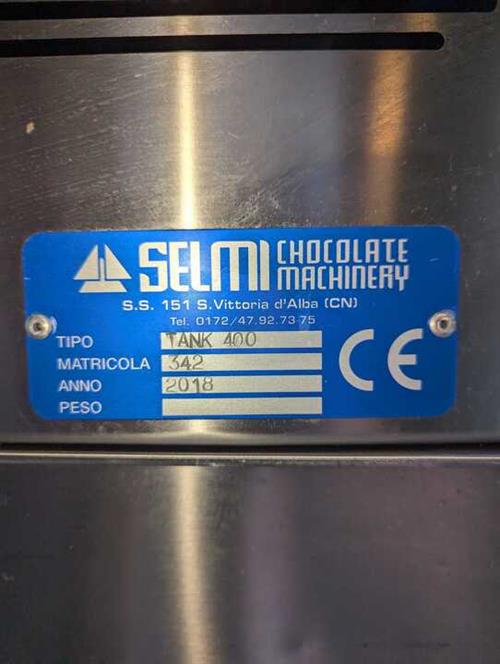 SELMI CHOCOLATE MACHINERY
S.S. 151 S.Vittoria d'Alba (CN)
Tel. 0172/47.92.73 75
TIPO TANK 400
MATRICOLA 342
ANNO 2018
PESO
CE